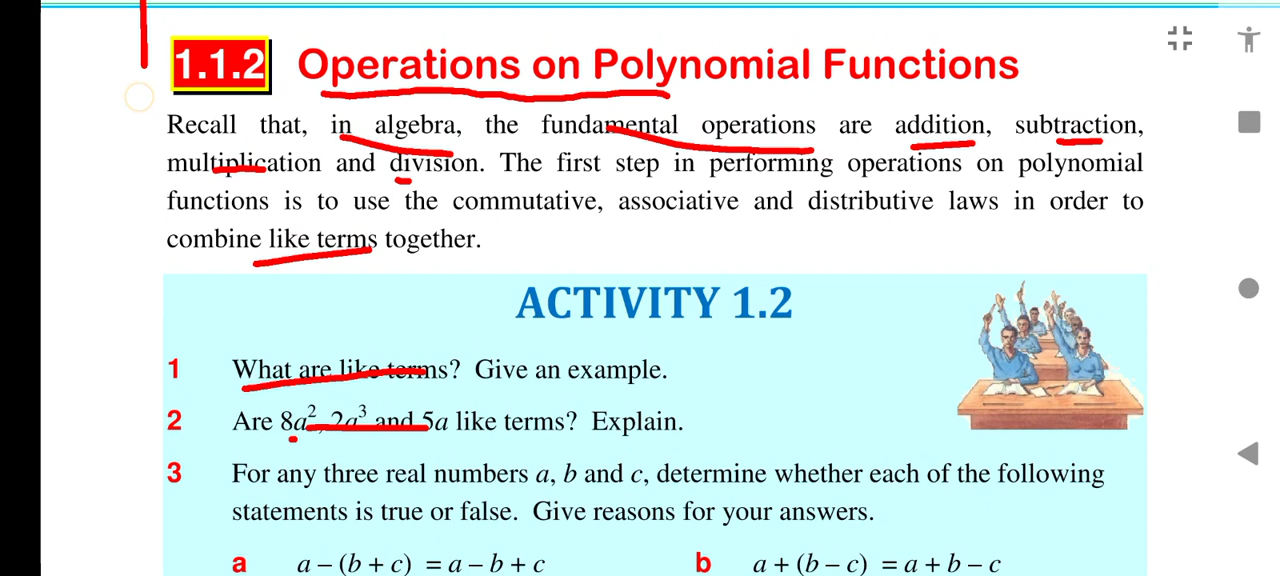 1.1.2 Operations on Polynomial Functions
Recall that, in algebra, the fundamental operations are addition, subtraction,
multiplication and division. The first step in performing operations on polynomial
functions is to use the commutative, associative and distributive laws in order to
combine like terms together.
ACTIVITY 1.2
1 What are like terms? Give an example.
2 Are 8a², 2a³ and 5a like terms? Explain.
3 For any three real numbers a, b and c, determine whether each of the following
statements is true or false. Give reasons for your answers.
a a – (b + c) = a – b + c b a + (b – c) = a + b – c